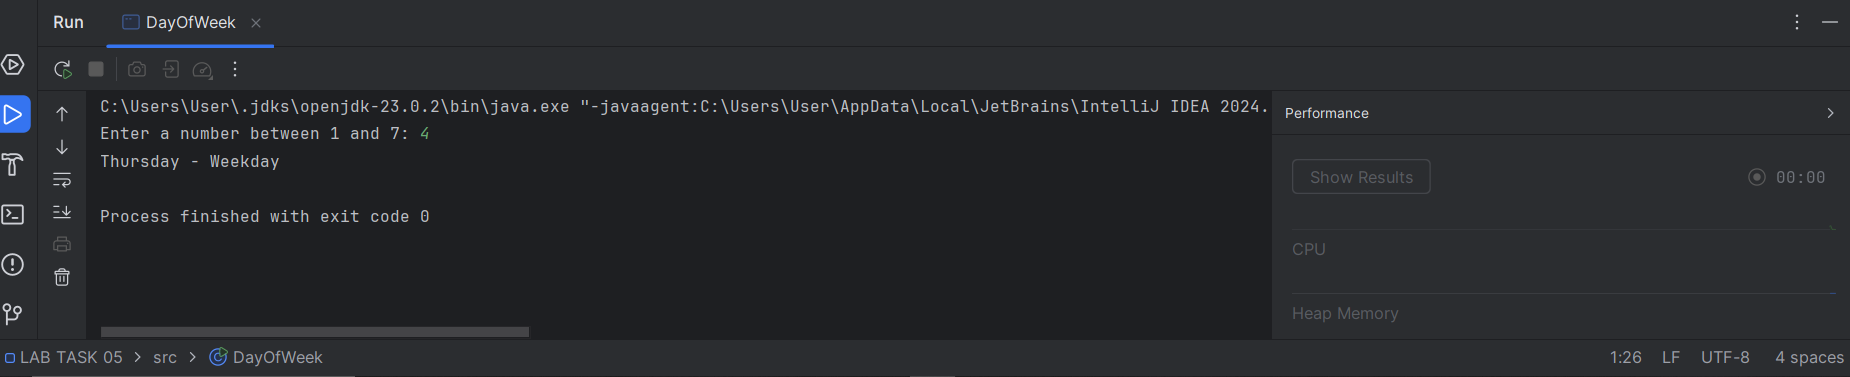 Run
DayOfWeek
C:\Users\User\.jdks\openjdk-23.0.2\bin\java.exe "-javaagent:C:\Users\User\AppData\Local\JetBrains\IntelliJ IDEA 2024.
Enter a number between 1 and 7: 4
Thursday - Weekday
Process finished with exit code 0
Performance
Show Results
00:00
CPU
Heap Memory
LAB TASK 05 > src > DayOfWeek
1:26 LF UTF-8 4 spaces